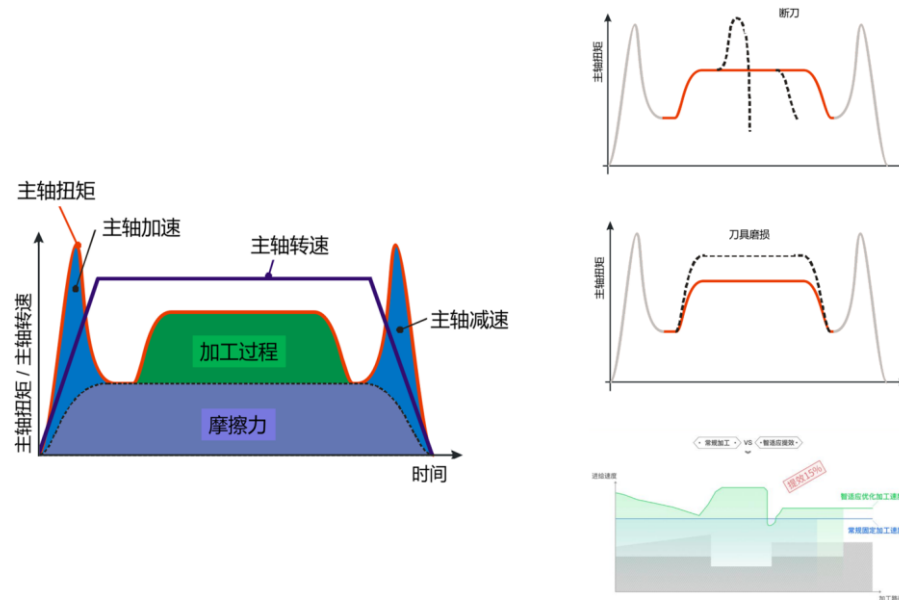 主轴扭矩
主轴加速
主轴转速
主轴减速
加工过程
摩擦力
主轴扭矩 / 主轴转速
时间
断刀
主轴扭矩
刀具磨损
主轴扭矩
常规加工 VS 智适应提效
进给速度
提效15%
智适应优化加工速
常规固定加工速
加工路